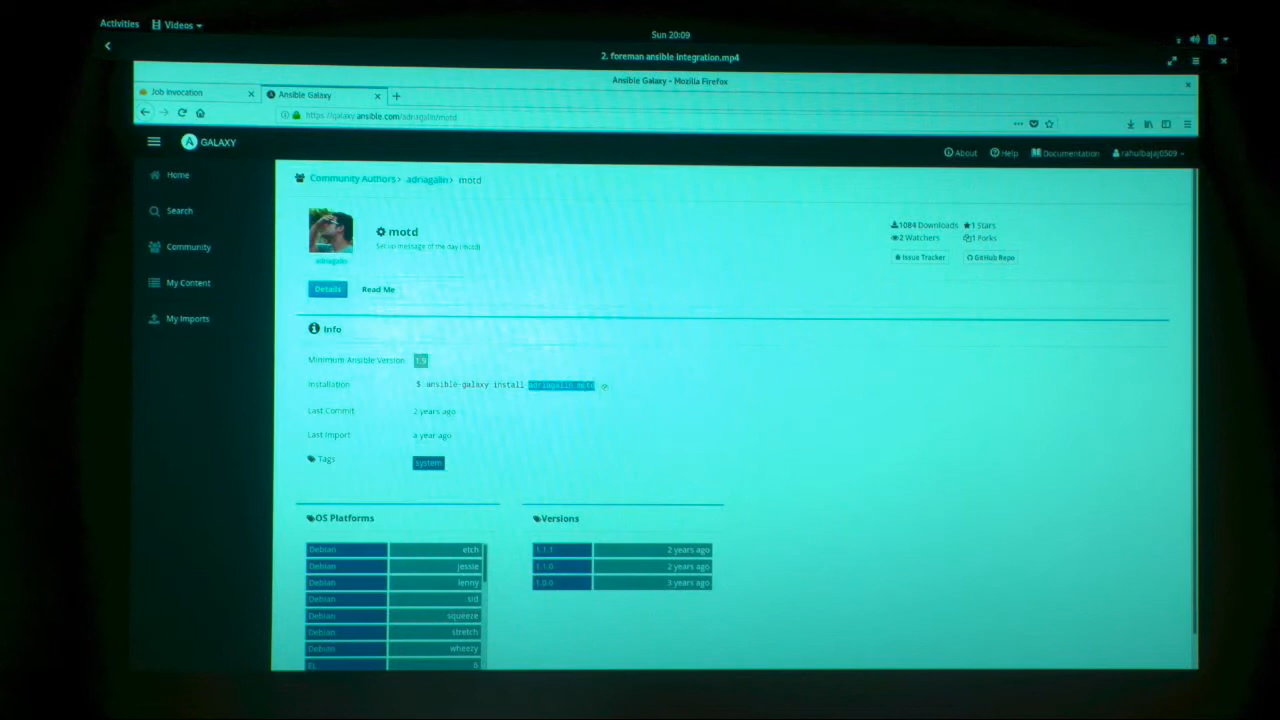 Activities Videos
Sun 20:09
2. foreman ansible integration.mp4
Ansible Galaxy - Mozilla Firefox
Job Invocation
Ansible Galaxy
https://galaxy.ansible.com/adriagalin/motd
GALAXY
About Help Documentation rahulbajaj0509
Home
Search
Community
My Content
My Imports
Community Authors> adriagalin> motd
motd
Set up message of the day (motd)
adriagalin
1084 Downloads 1 Stars
2 Watchers 1 Forks
Issue Tracker GitHub Repo
Details Read Me
Info
Minimum Ansible Version 1.9
Installation $ ansible-galaxy install adriagalin.motd
Last Commit 2 years ago
Last Import a year ago
Tags system
OS Platforms
Debian etch
Debian jessie
Debian lenny
Debian sid
Debian squeeze
Debian stretch
Debian wheezy
6
Versions
1.1.1 2 years ago
1.1.0 2 years ago
1.0.0 3 years ago